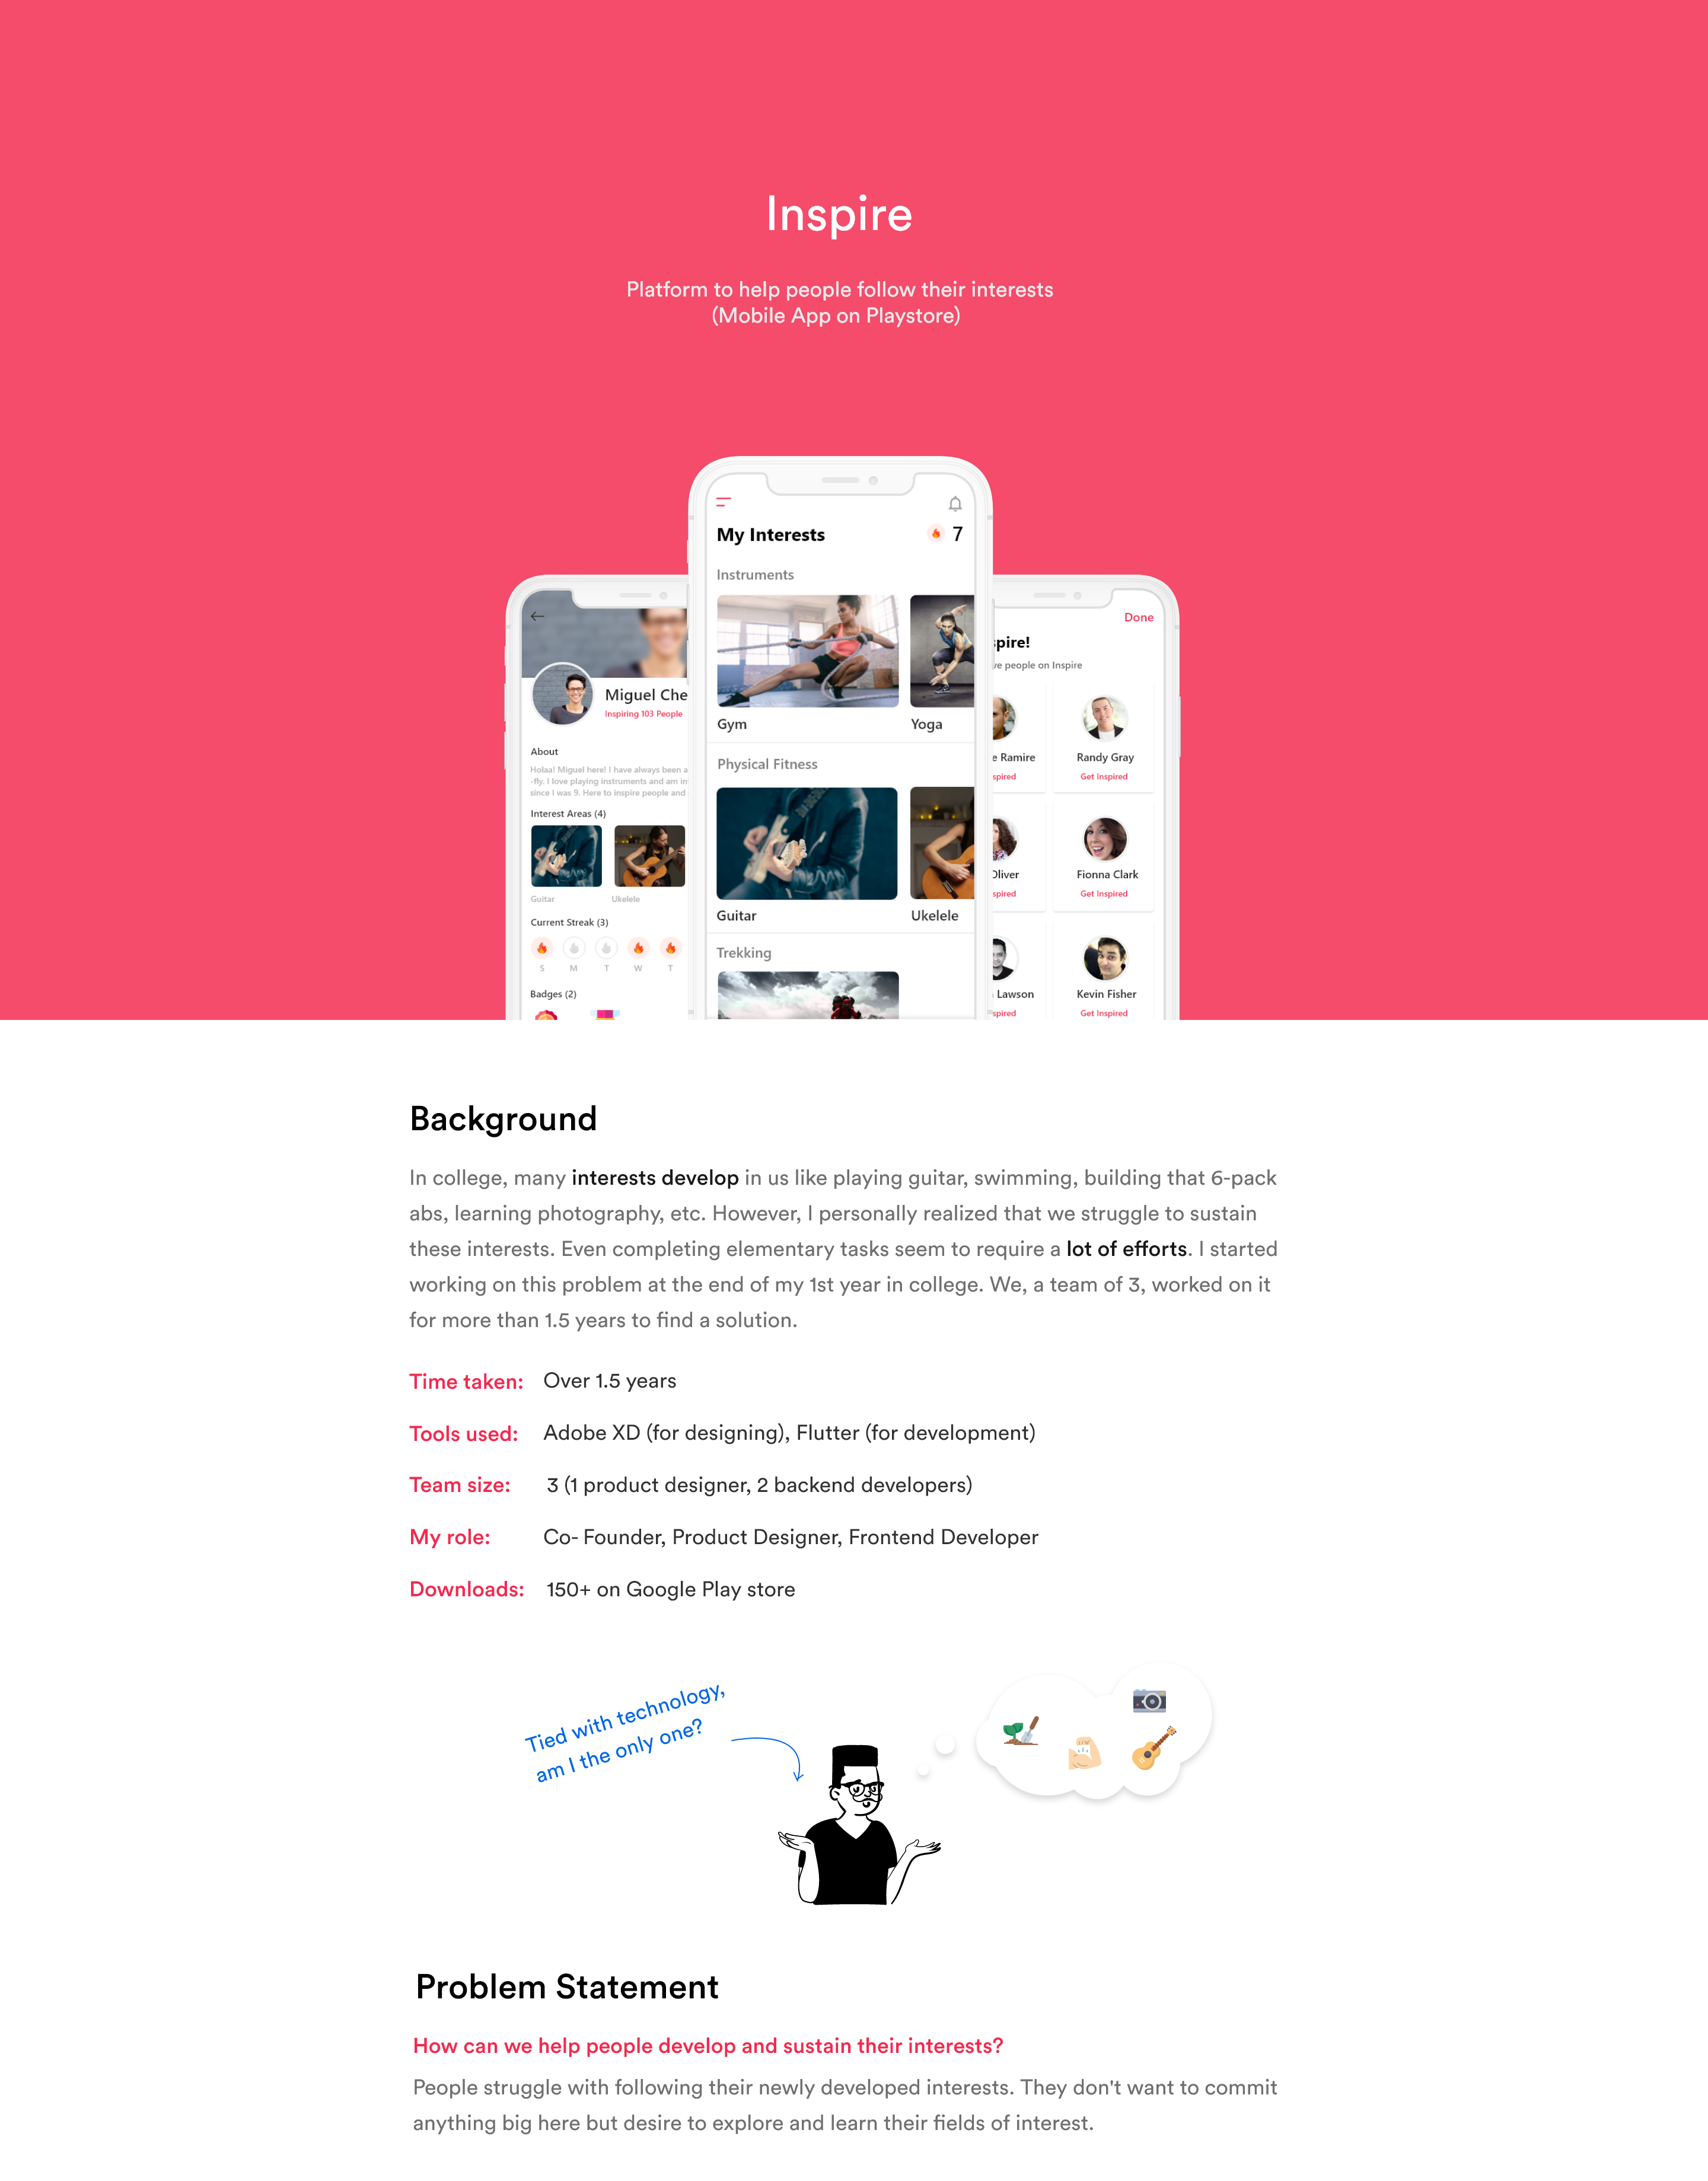 Inspire
Platform to help people follow their interests
(Mobile App on Playstore)
My Interests
7
Instruments
Gym
Yoga
Physical Fitness
Guitar
Ukelele
Trekking
Miguel Che
Inspiring 103 People
About
Holaa! Miguel here! I have always been a
-fly. I love playing instruments and am in
since I was 9. Here to inspire people and
Interest Areas (4)
Guitar
Ukelele
Current Streak (3)
S M T W T
Badges (2)
Done
spire!
ve people on Inspire
e Ramire
Randy Gray
spired
Get Inspired
Oliver
Fionna Clark
spired
Get Inspired
Lawson
Kevin Fisher
spired
Get Inspired
Background
In college, many interests develop in us like playing guitar, swimming, building that 6-pack
abs, learning photography, etc. However, I personally realized that we struggle to sustain
these interests. Even completing elementary tasks seem to require a lot of efforts. I started
working on this problem at the end of my 1st year in college. We, a team of 3, worked on it
for more than 1.5 years to find a solution.
Time taken: Over 1.5 years
Tools used: Adobe XD (for designing), Flutter (for development)
Team size: 3 (1 product designer, 2 backend developers)
My role: Co- Founder, Product Designer, Frontend Developer
Downloads: 150+ on Google Play store
Tied with technology,
am I the only one?
Problem Statement
How can we help people develop and sustain their interests?
People struggle with following their newly developed interests. They don't want to commit
anything big here but desire to explore and learn their fields of interest.